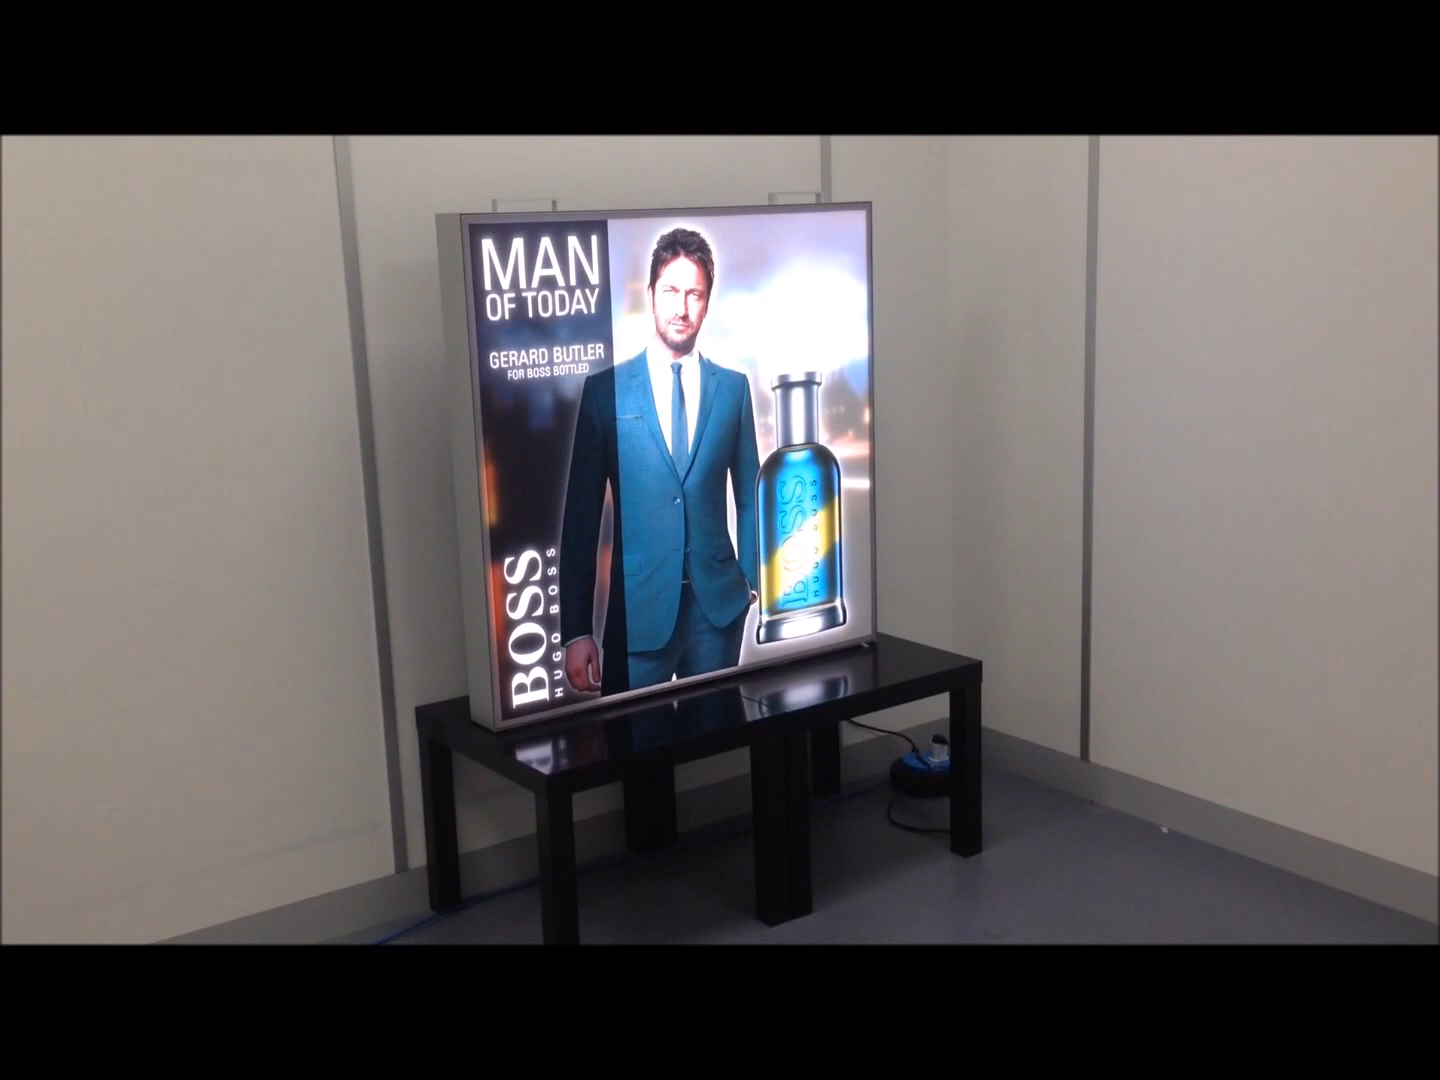 MAN
OF TODAY
GERARD BUTLER
FOR BOSS BOTTLED
BOSS
HUGO BOSS
BOSS
HUGO BOSS